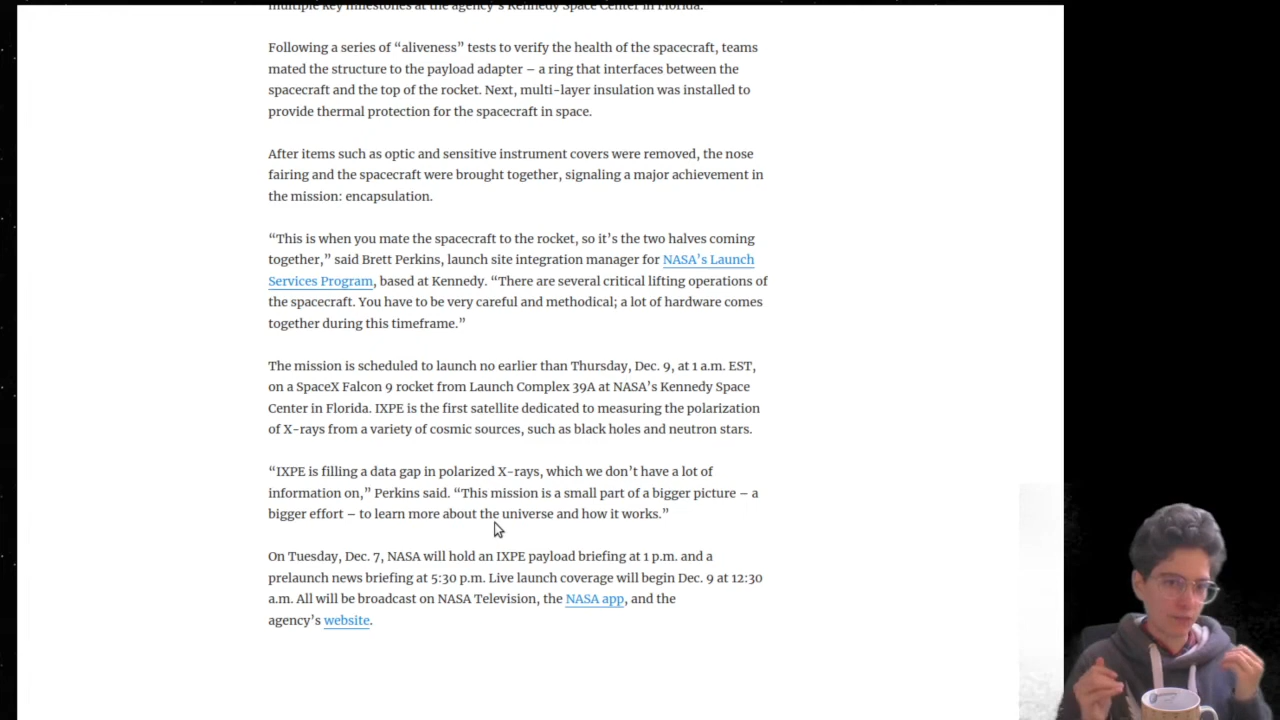 multiple key milestones at the agency’s Kennedy Space Center in Florida.
Following a series of “aliveness” tests to verify the health of the spacecraft, teams
mated the structure to the payload adapter – a ring that interfaces between the
spacecraft and the top of the rocket. Next, multi-layer insulation was installed to
provide thermal protection for the spacecraft in space.
After items such as optic and sensitive instrument covers were removed, the nose
fairing and the spacecraft were brought together, signaling a major achievement in
the mission: encapsulation.
“This is when you mate the spacecraft to the rocket, so it’s the two halves coming
together,” said Brett Perkins, launch site integration manager for NASA’s Launch
Services Program, based at Kennedy. “There are several critical lifting operations of
the spacecraft. You have to be very careful and methodical; a lot of hardware comes
together during this timeframe.”
The mission is scheduled to launch no earlier than Thursday, Dec. 9, at 1 a.m. EST,
on a SpaceX Falcon 9 rocket from Launch Complex 39A at NASA’s Kennedy Space
Center in Florida. IXPE is the first satellite dedicated to measuring the polarization
of X-rays from a variety of cosmic sources, such as black holes and neutron stars.
“IXPE is filling a data gap in polarized X-rays, which we don’t have a lot of
information on,” Perkins said. “This mission is a small part of a bigger picture – a
bigger effort – to learn more about the universe and how it works.”
On Tuesday, Dec. 7, NASA will hold an IXPE payload briefing at 1 p.m. and a
prelaunch news briefing at 5:30 p.m. Live launch coverage will begin Dec. 9 at 12:30
a.m. All will be broadcast on NASA Television, the NASA app, and the
agency’s website.